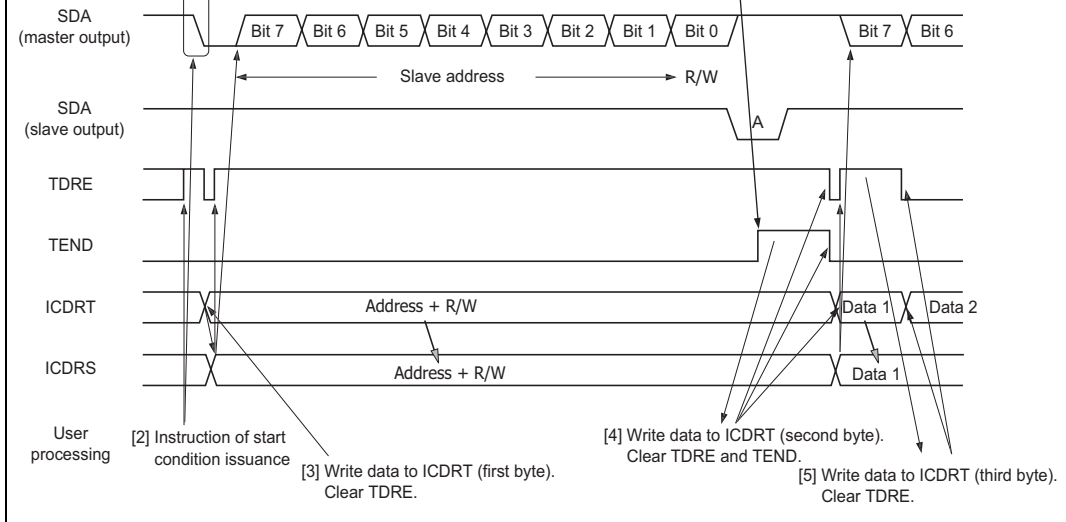 SDA
(master output)
Bit 7 Bit 6 Bit 5 Bit 4 Bit 3 Bit 2 Bit 1 Bit 0 Bit 7 Bit 6
Slave address R/W
SDA
(slave output)
A
TDRE
TEND
ICDRT
Address + R/W Data 1 Data 2
ICDRS
Address + R/W Data 1
User
processing
[2] Instruction of start
condition issuance
[3] Write data to ICDRT (first byte).
Clear TDRE.
[4] Write data to ICDRT (second byte).
Clear TDRE and TEND.
[5] Write data to ICDRT (third byte).
Clear TDRE.